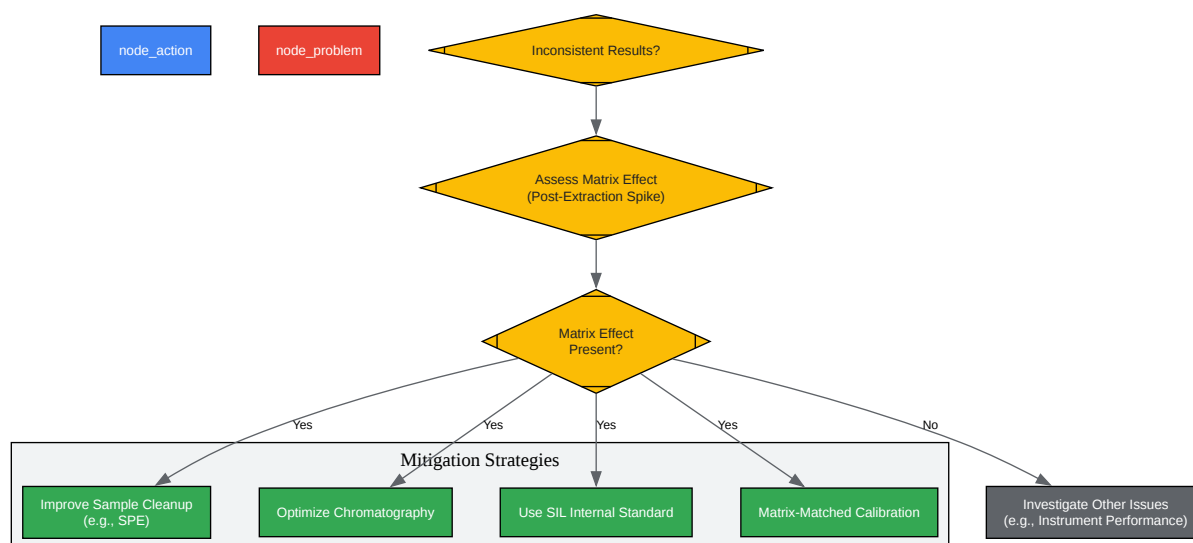 node_action
node_problem
Inconsistent Results?
Assess Matrix Effect
(Post-Extraction Spike)
Matrix Effect
Present?
Yes
Yes
Yes
Yes
No
Mitigation Strategies
Improve Sample Cleanup
(e.g., SPE)
Optimize Chromatography
Use SIL Internal Standard
Matrix-Matched Calibration
Investigate Other Issues
(e.g., Instrument Performance)